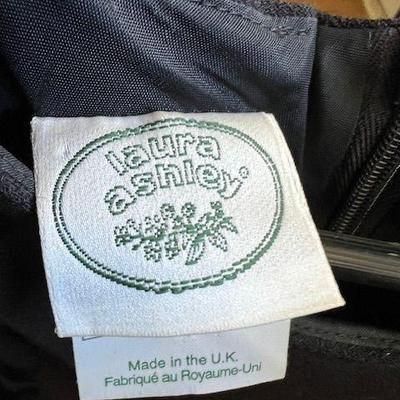 laura
ashley®
Made in the U.K.
Fabriqué au Royaume-Uni